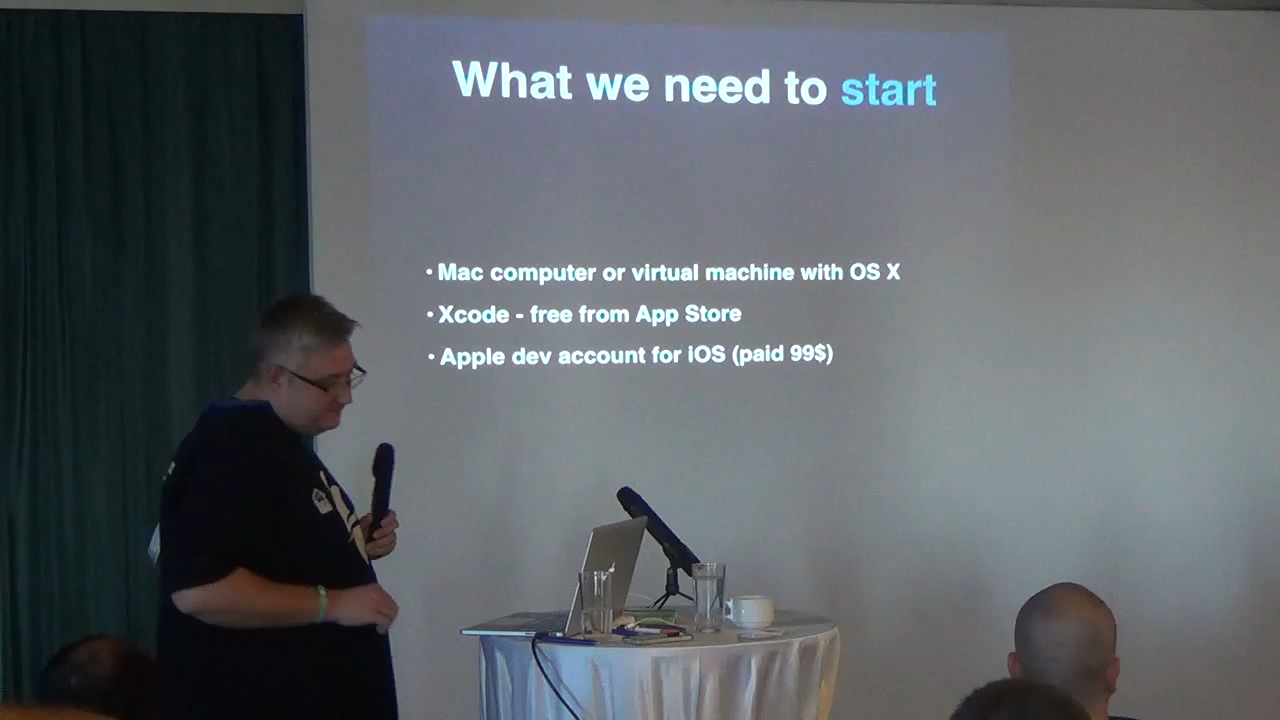 What we need to start
• Mac computer or virtual machine with OS X
• Xcode - free from App Store
• Apple dev account for iOS (paid 99$)